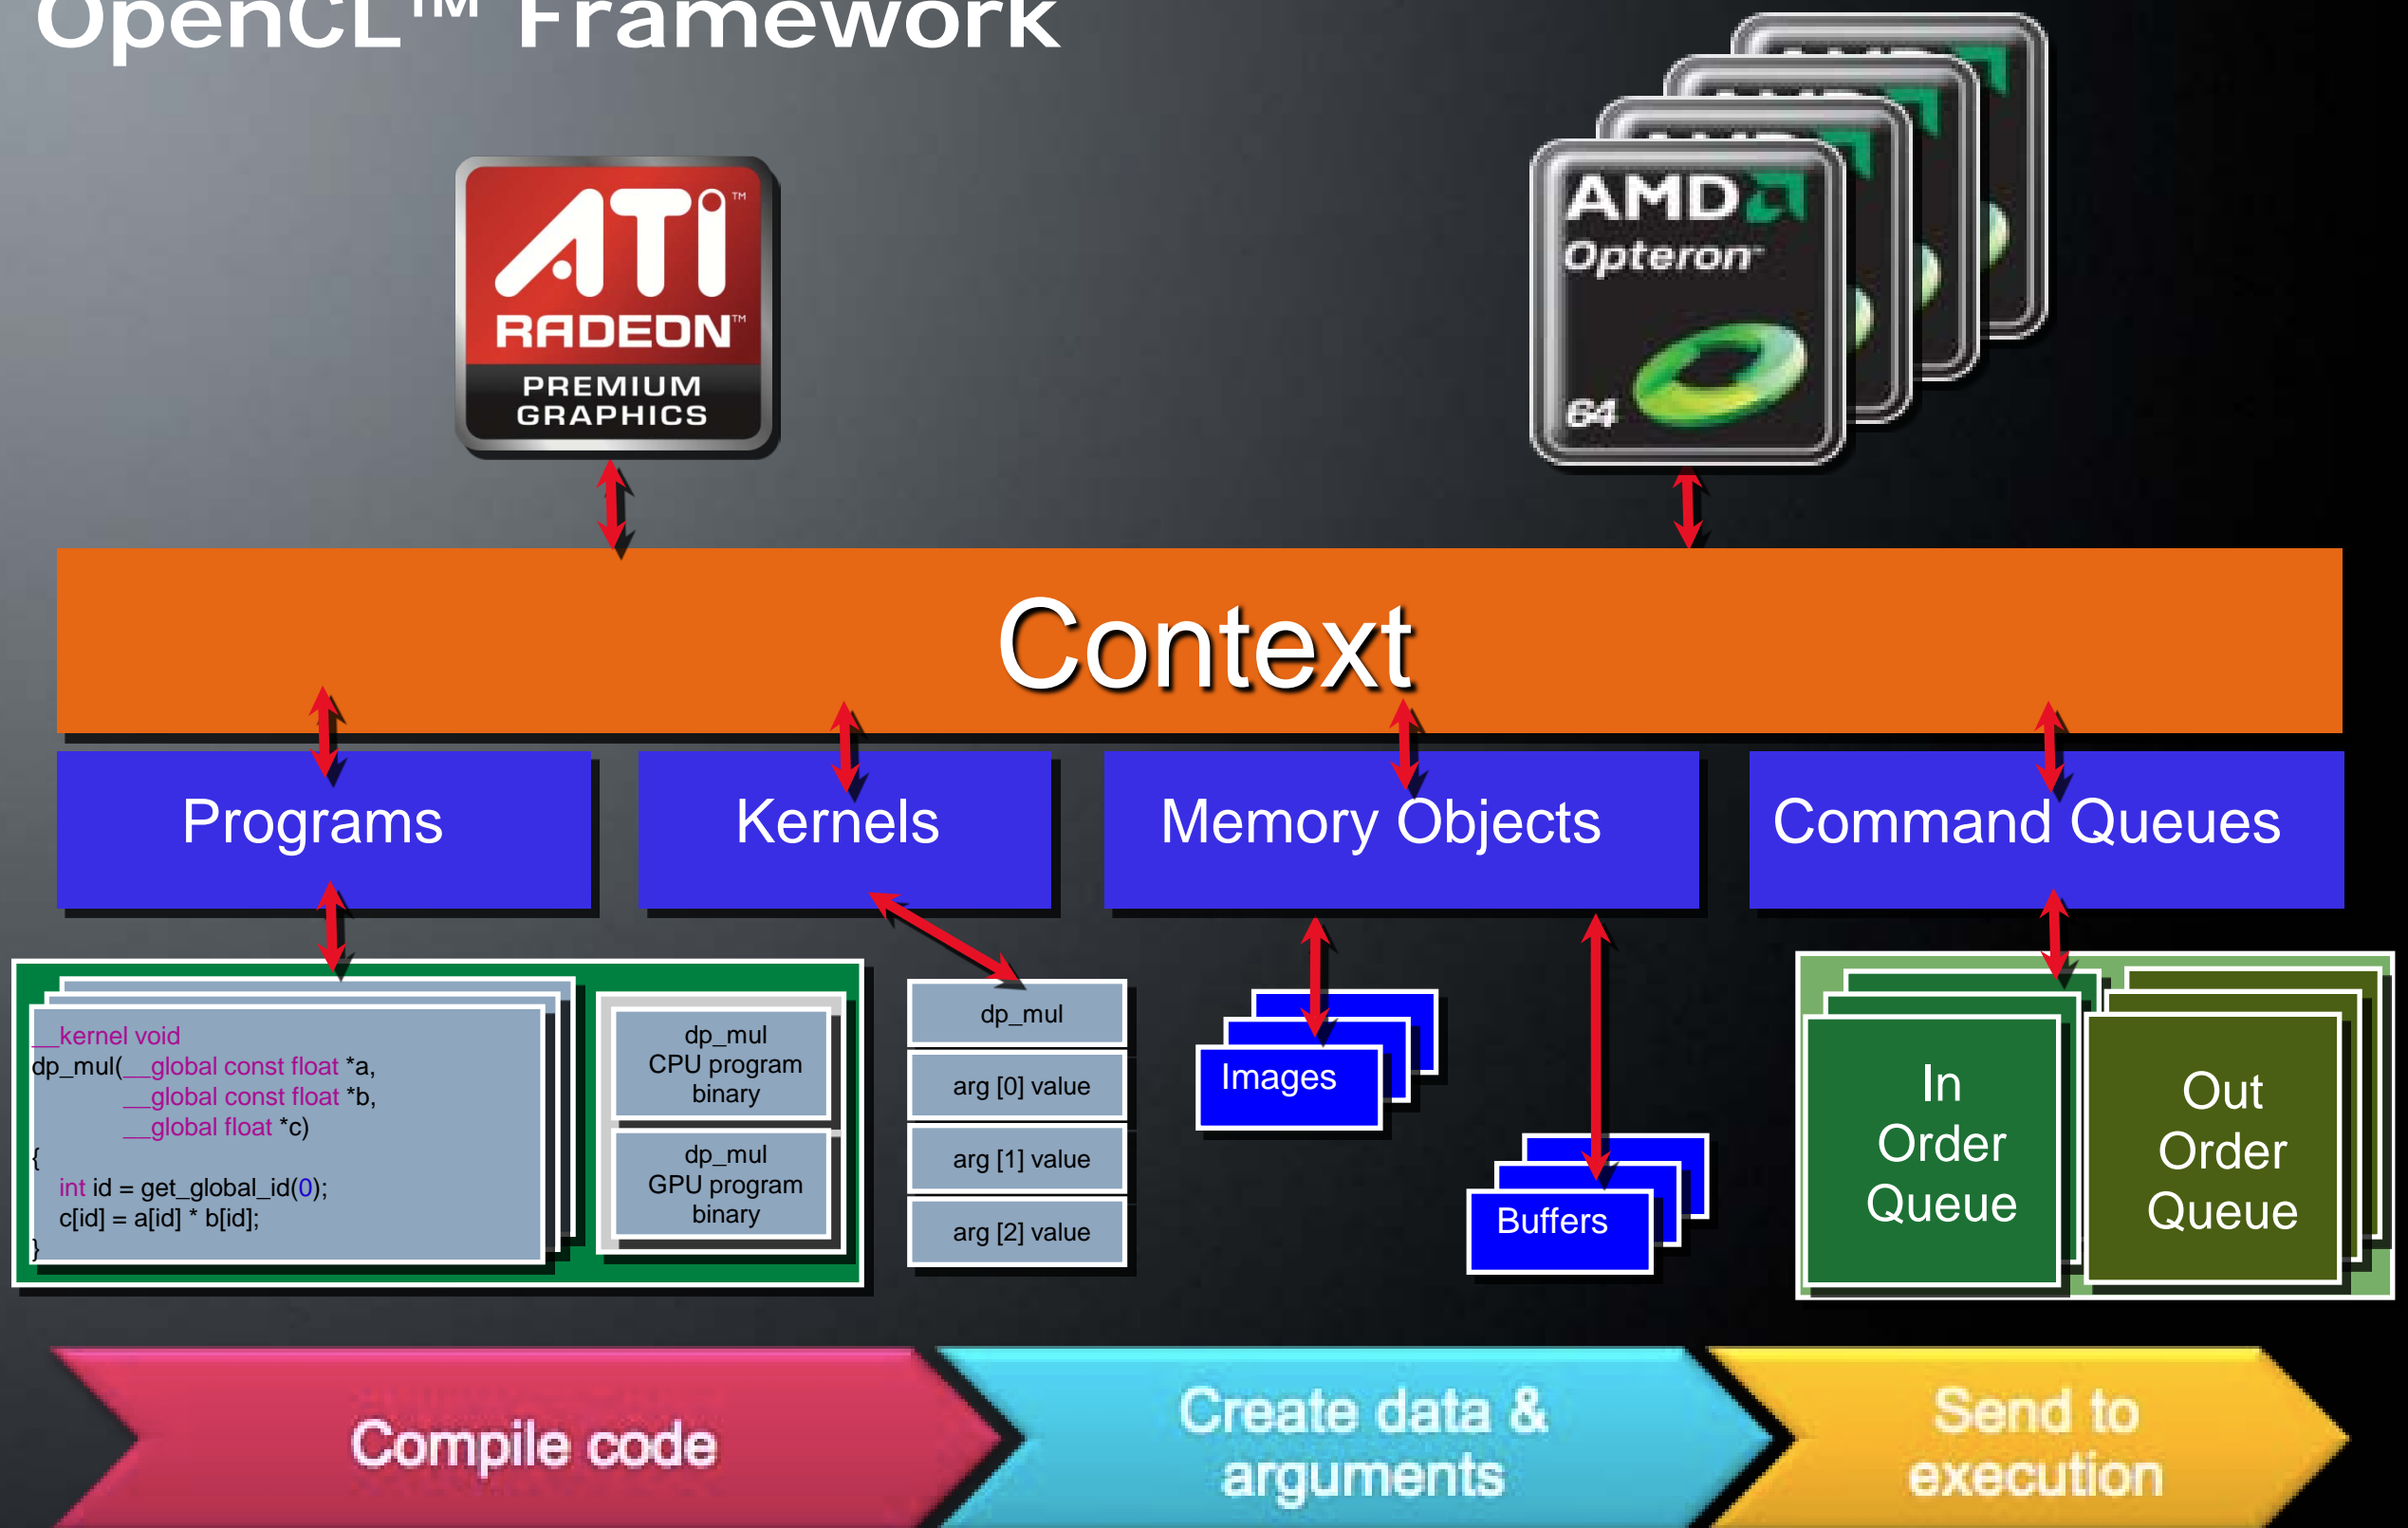 OpenCL™ Framework
ATI™
RADEON™
PREMIUM
GRAPHICS
AMD
Opteron™
64
Context
Programs
Kernels
Memory Objects
Command Queues
__kernel void
dp_mul(__global const float *a,
__global const float *b,
__global float *c)
{
int id = get_global_id(0);
c[id] = a[id] * b[id];
}
dp_mul
CPU program
binary
dp_mul
GPU program
binary
dp_mul
arg [0] value
arg [1] value
arg [2] value
Images
Buffers
In
Order
Queue
Out
Order
Queue
Compile code
Create data &
arguments
Send to
execution